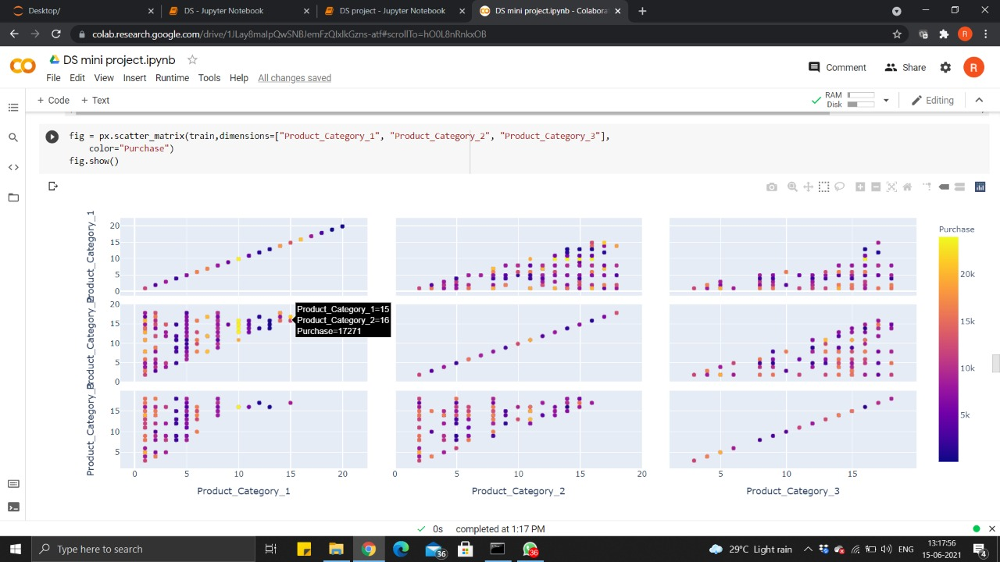 Desktop/
DS - Jupyter Notebook
DS project - Jupyter Notebook
DS mini project.ipynb - Colabora
colab.research.google.com/drive/1JLay8malpQwSNBJemFzQlxlkGzns-atf#scrollTo=hO0L8nRnkxOB
R
DS mini project.ipynb
Comment
Share
R
File Edit View Insert Runtime Tools Help All changes saved
+ Code + Text
RAM
Disk
Editing
fig = px.scatter_matrix(train,dimensions=["Product_Category_1", "Product_Category_2", "Product_Category_3"],
color="Purchase")
fig.show()
Product_Category_1
20
15
10
5
0
Product_Category_2
20
15
10
5
0
Product_Category_1=15
Product_Category_2=16
Purchase=17271
15
10
5
0 5 10 15 20
0 5 10 15 20
5 10 15
Product_Category_1
Product_Category_2
Product_Category_3
Purchase
20k
15k
10k
5k
0s completed at 1:17 PM
Type here to search
36
36
29°C Light rain
ENG
13:17:56
15-06-2021
4